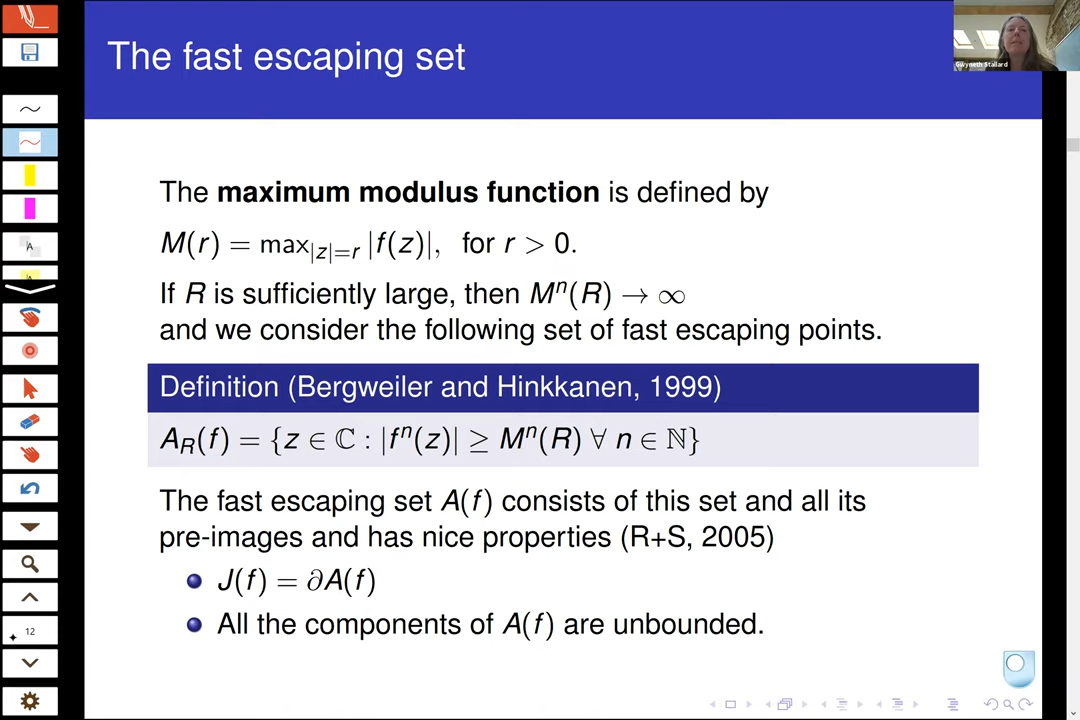 The fast escaping set
Gwyneth Stallard
The maximum modulus function is defined by
M(r) = max_{|z|=r} |f(z)|, for r > 0.
If R is sufficiently large, then Mⁿ(R) → ∞
and we consider the following set of fast escaping points.
Definition (Bergweiler and Hinkkanen, 1999)
A_R(f) = {z ∈ ℂ : |fⁿ(z)| ≥ Mⁿ(R) ∀ n ∈ ℕ}
The fast escaping set A(f) consists of this set and all its
pre-images and has nice properties (R+S, 2005)
J(f) = ∂A(f)
All the components of A(f) are unbounded.
A
12